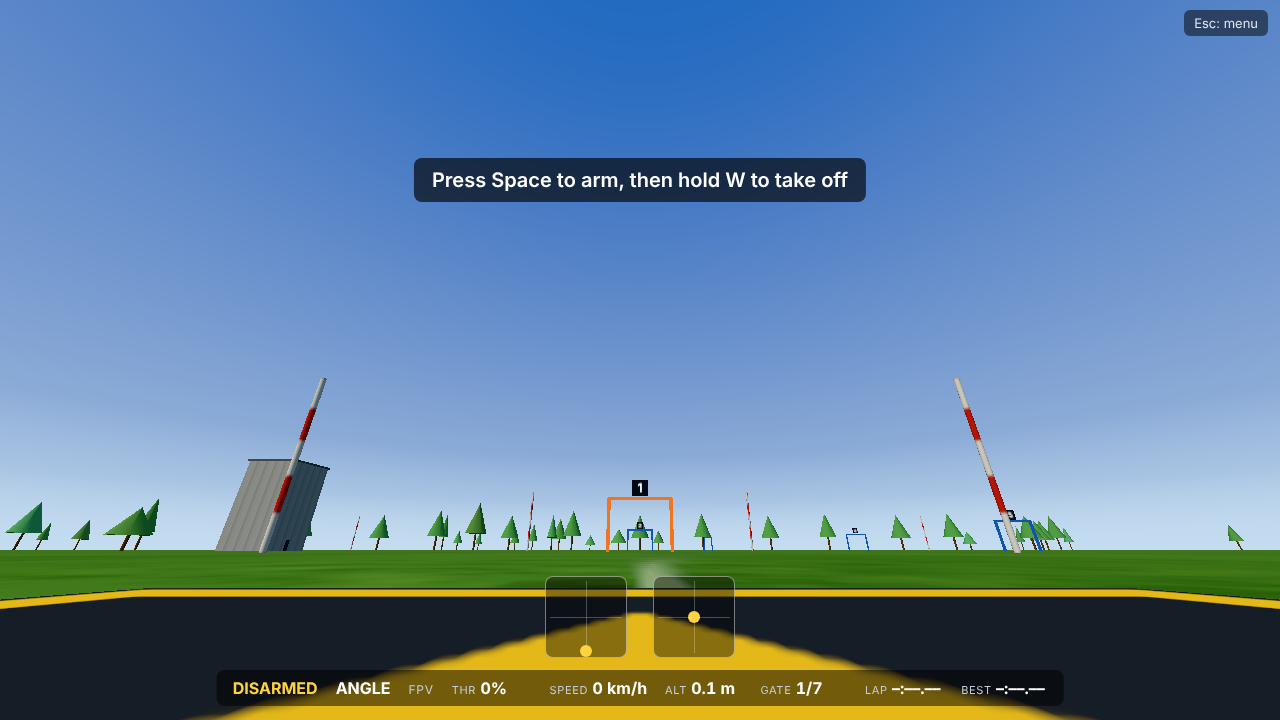 Esc: menu
Press Space to arm, then hold W to take off
1
DISARMED ANGLE FPV THR 0% SPEED 0 km/h ALT 0.1 m GATE 1/7 LAP –:––.–– BEST –:––.––